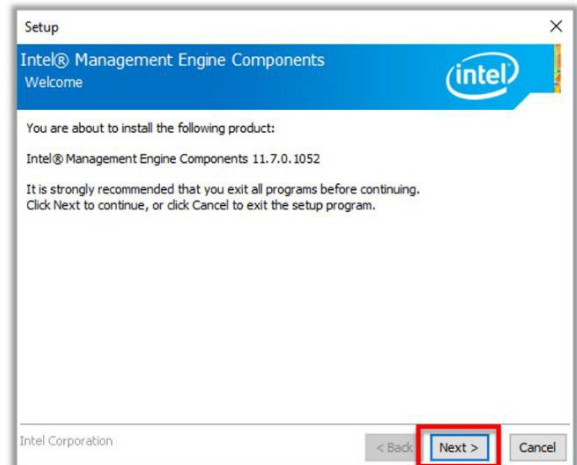 Setup
Intel® Management Engine Components
Welcome
intel
You are about to install the following product:
Intel® Management Engine Components 11.7.0.1052
It is strongly recommended that you exit all programs before continuing.
Click Next to continue, or click Cancel to exit the setup program.
Intel Corporation
< Back Next > Cancel